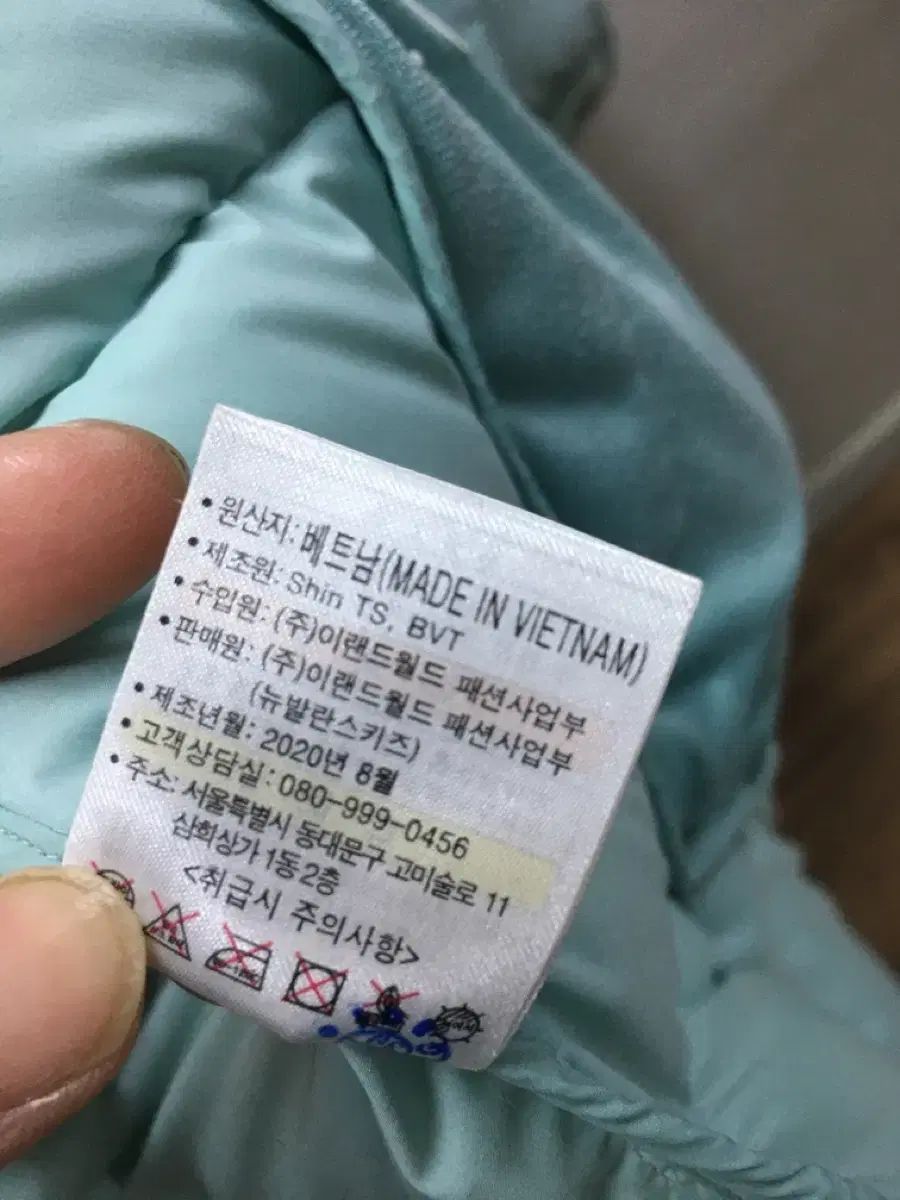 • 원산지: 베트남(MADE IN VIETNAM)
• 제조원: Shin TS, BVT
• 수입원: (주)이랜드월드 패션사업부
• 판매원: (주)이랜드월드 패션사업부
(뉴발란스키즈)
• 제조년월: 2020년 8월
• 고객상담실: 080-999-0456
• 주소: 서울특별시 동대문구 고미술로 11
삼희상가 1동 2층
<취급시 주의사항>